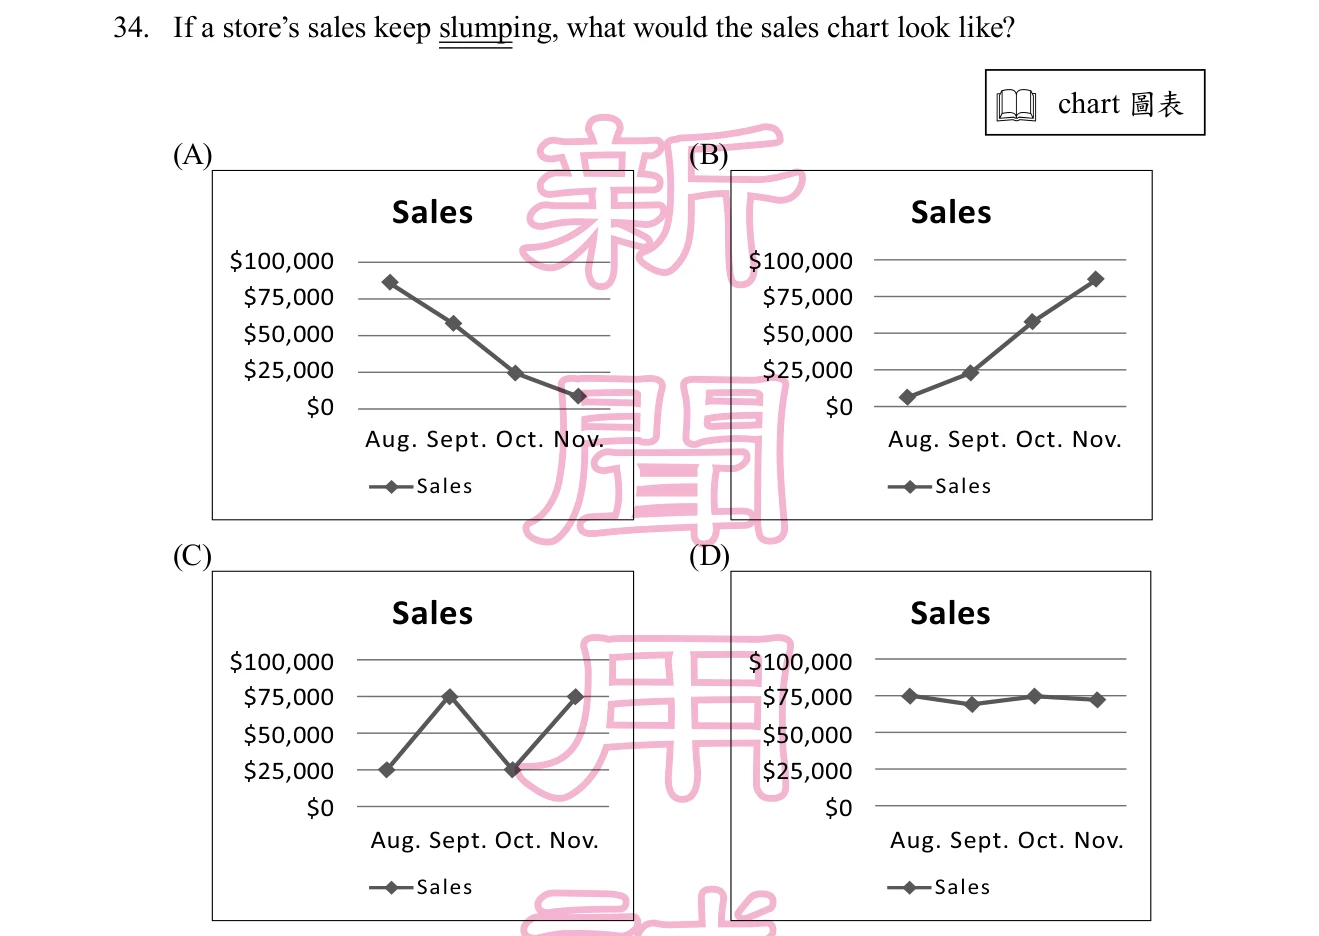 34. If a store’s sales keep slumping, what would the sales chart look like?
chart 圖表
(A)
Sales
$100,000
$75,000
$50,000
$25,000
$0
Aug. Sept. Oct. Nov.
Sales
(B)
Sales
$100,000
$75,000
$50,000
$25,000
$0
Aug. Sept. Oct. Nov.
Sales
(C)
Sales
$100,000
$75,000
$50,000
$25,000
$0
Aug. Sept. Oct. Nov.
Sales
(D)
Sales
$100,000
$75,000
$50,000
$25,000
$0
Aug. Sept. Oct. Nov.
Sales
新
聞
用